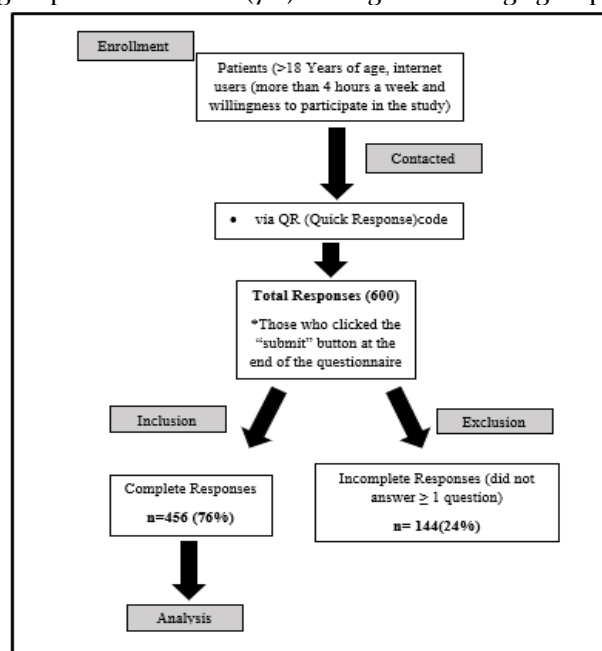 Enrollment
Patients (>18 Years of age, internet
users (more than 4 hours a week and
willingness to participate in the study)
Contacted
• via QR (Quick Response)code
Total Responses (600)
*Those who clicked the
“submit” button at the
end of the questionnaire
Inclusion
Exclusion
Complete Responses
n=456 (76%)
Incomplete Responses (did not
answer ≥ 1 question)
n= 144(24%)
Analysis